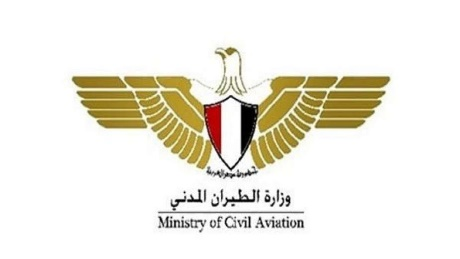 وزارة الطيران المدني
Ministry of Civil Aviation